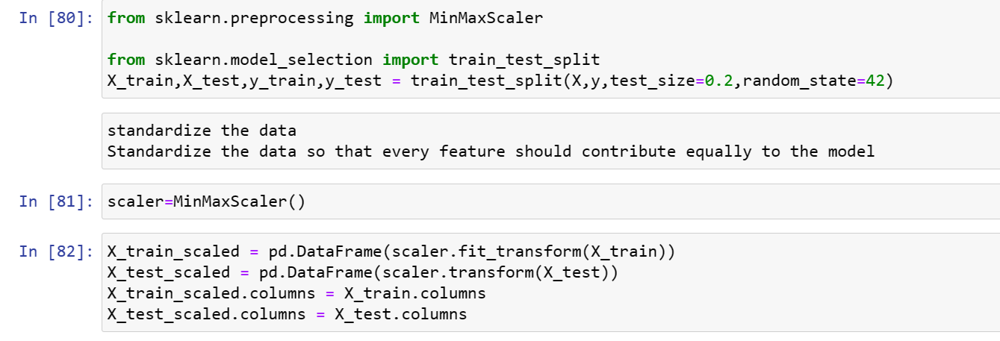 In [80]: from sklearn.preprocessing import MinMaxScaler
from sklearn.model_selection import train_test_split
X_train,X_test,y_train,y_test = train_test_split(X,y,test_size=0.2,random_state=42)
standardize the data
Standardize the data so that every feature should contribute equally to the model
In [81]: scaler=MinMaxScaler()
In [82]: X_train_scaled = pd.DataFrame(scaler.fit_transform(X_train))
X_test_scaled = pd.DataFrame(scaler.transform(X_test))
X_train_scaled.columns = X_train.columns
X_test_scaled.columns = X_test.columns